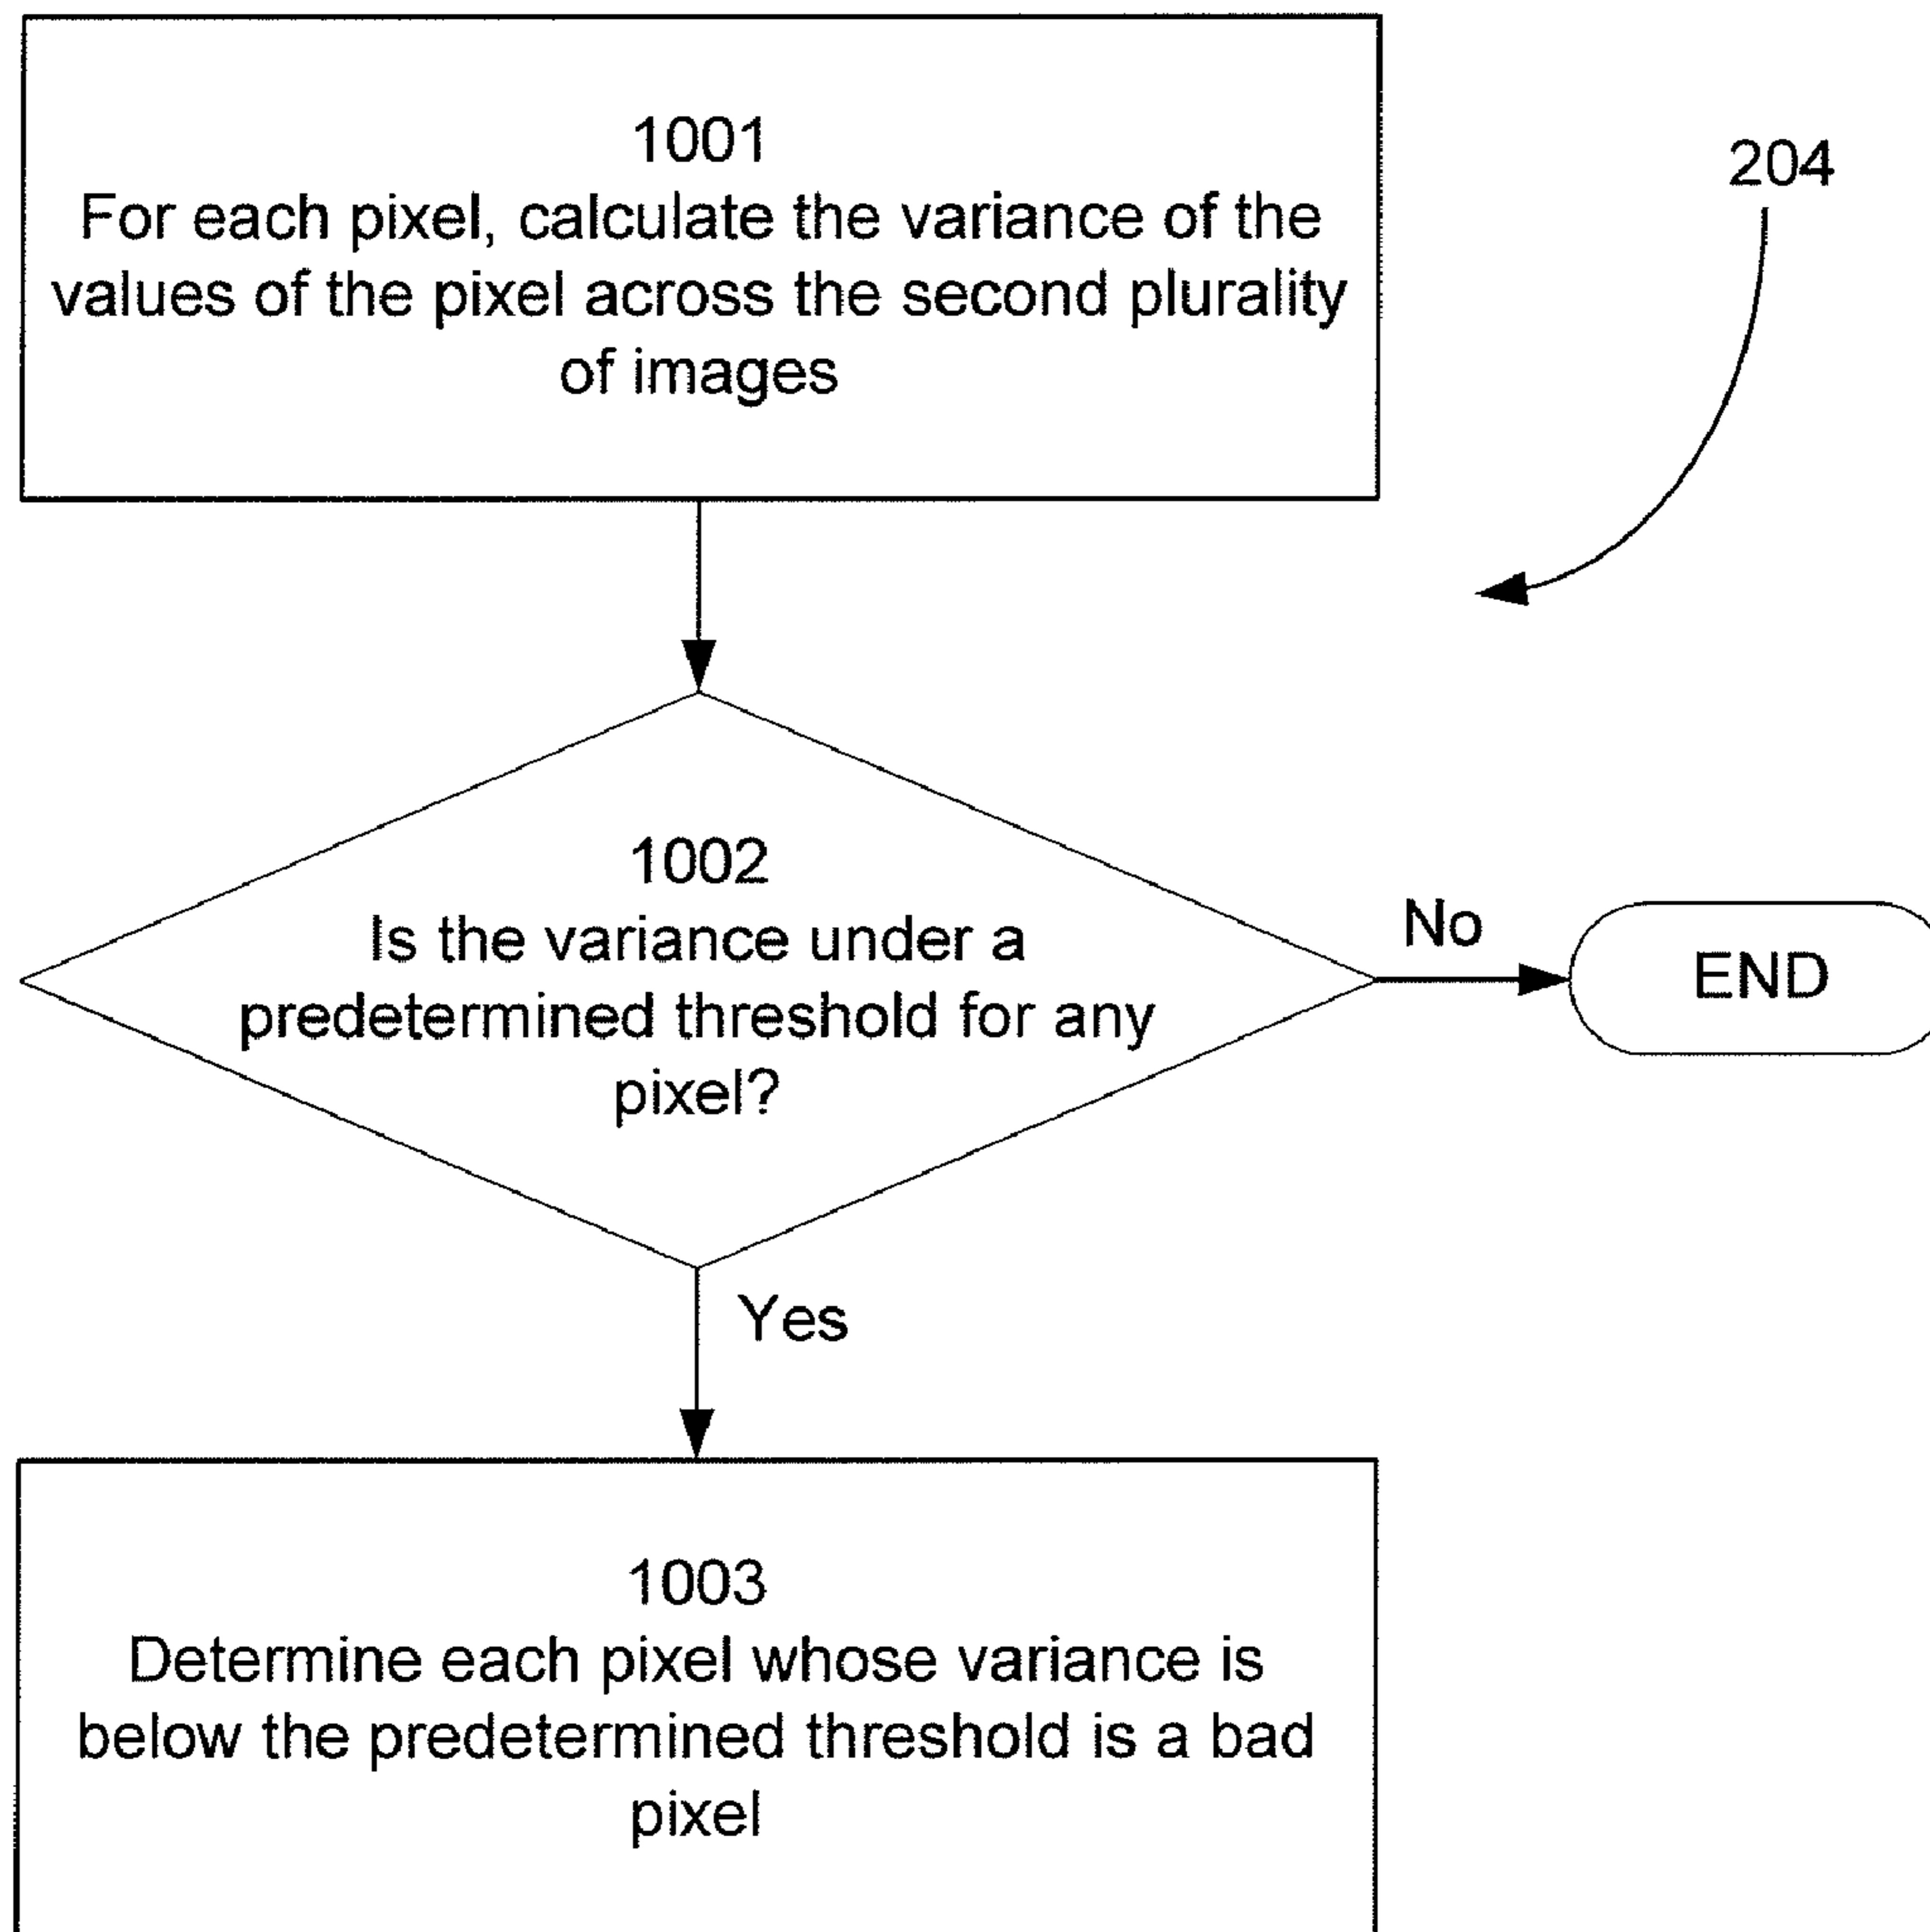 1001
For each pixel, calculate the variance of the
values of the pixel across the second plurality
of images
204
1002
Is the variance under a
predetermined threshold for any
pixel?
No
END
Yes
1003
Determine each pixel whose variance is
below the predetermined threshold is a bad
pixel